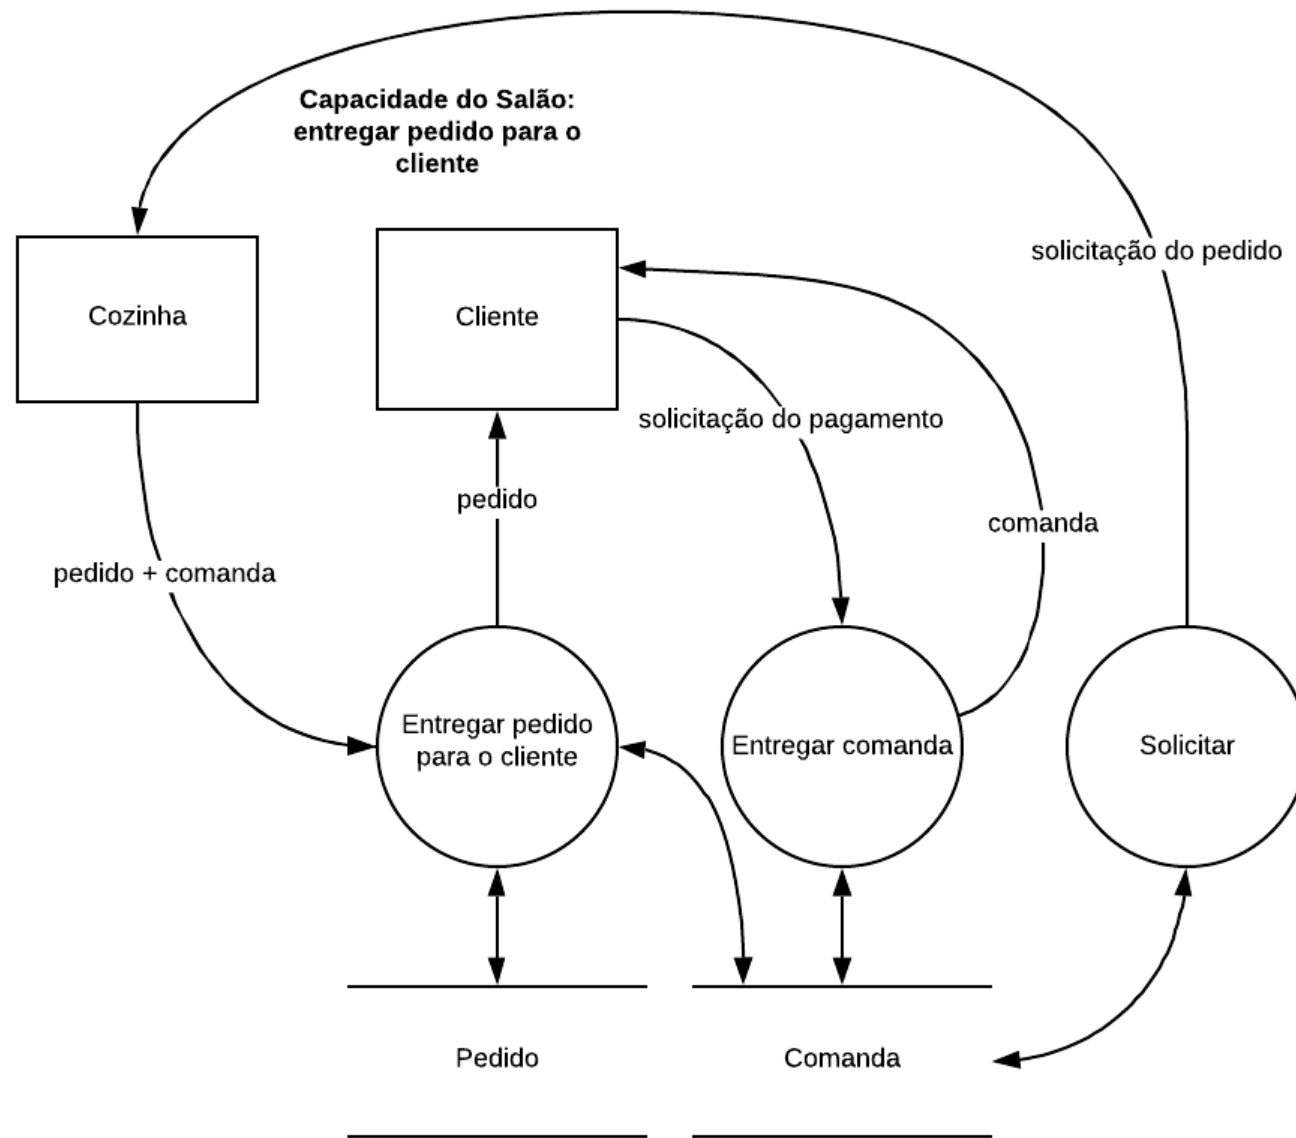 Capacidade do Salão:
entregar pedido para o
cliente
solicitação do pedido
Cozinha
Cliente
solicitação do pagamento
pedido
comanda
pedido + comanda
Entregar pedido
para o cliente
Entregar comanda
Solicitar
Pedido
Comanda